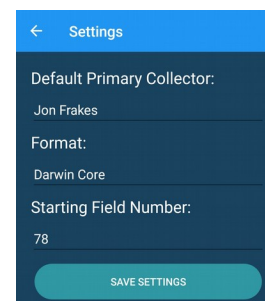 Settings
Default Primary Collector:
Jon Frakes
Format:
Darwin Core
Starting Field Number:
78
SAVE SETTINGS